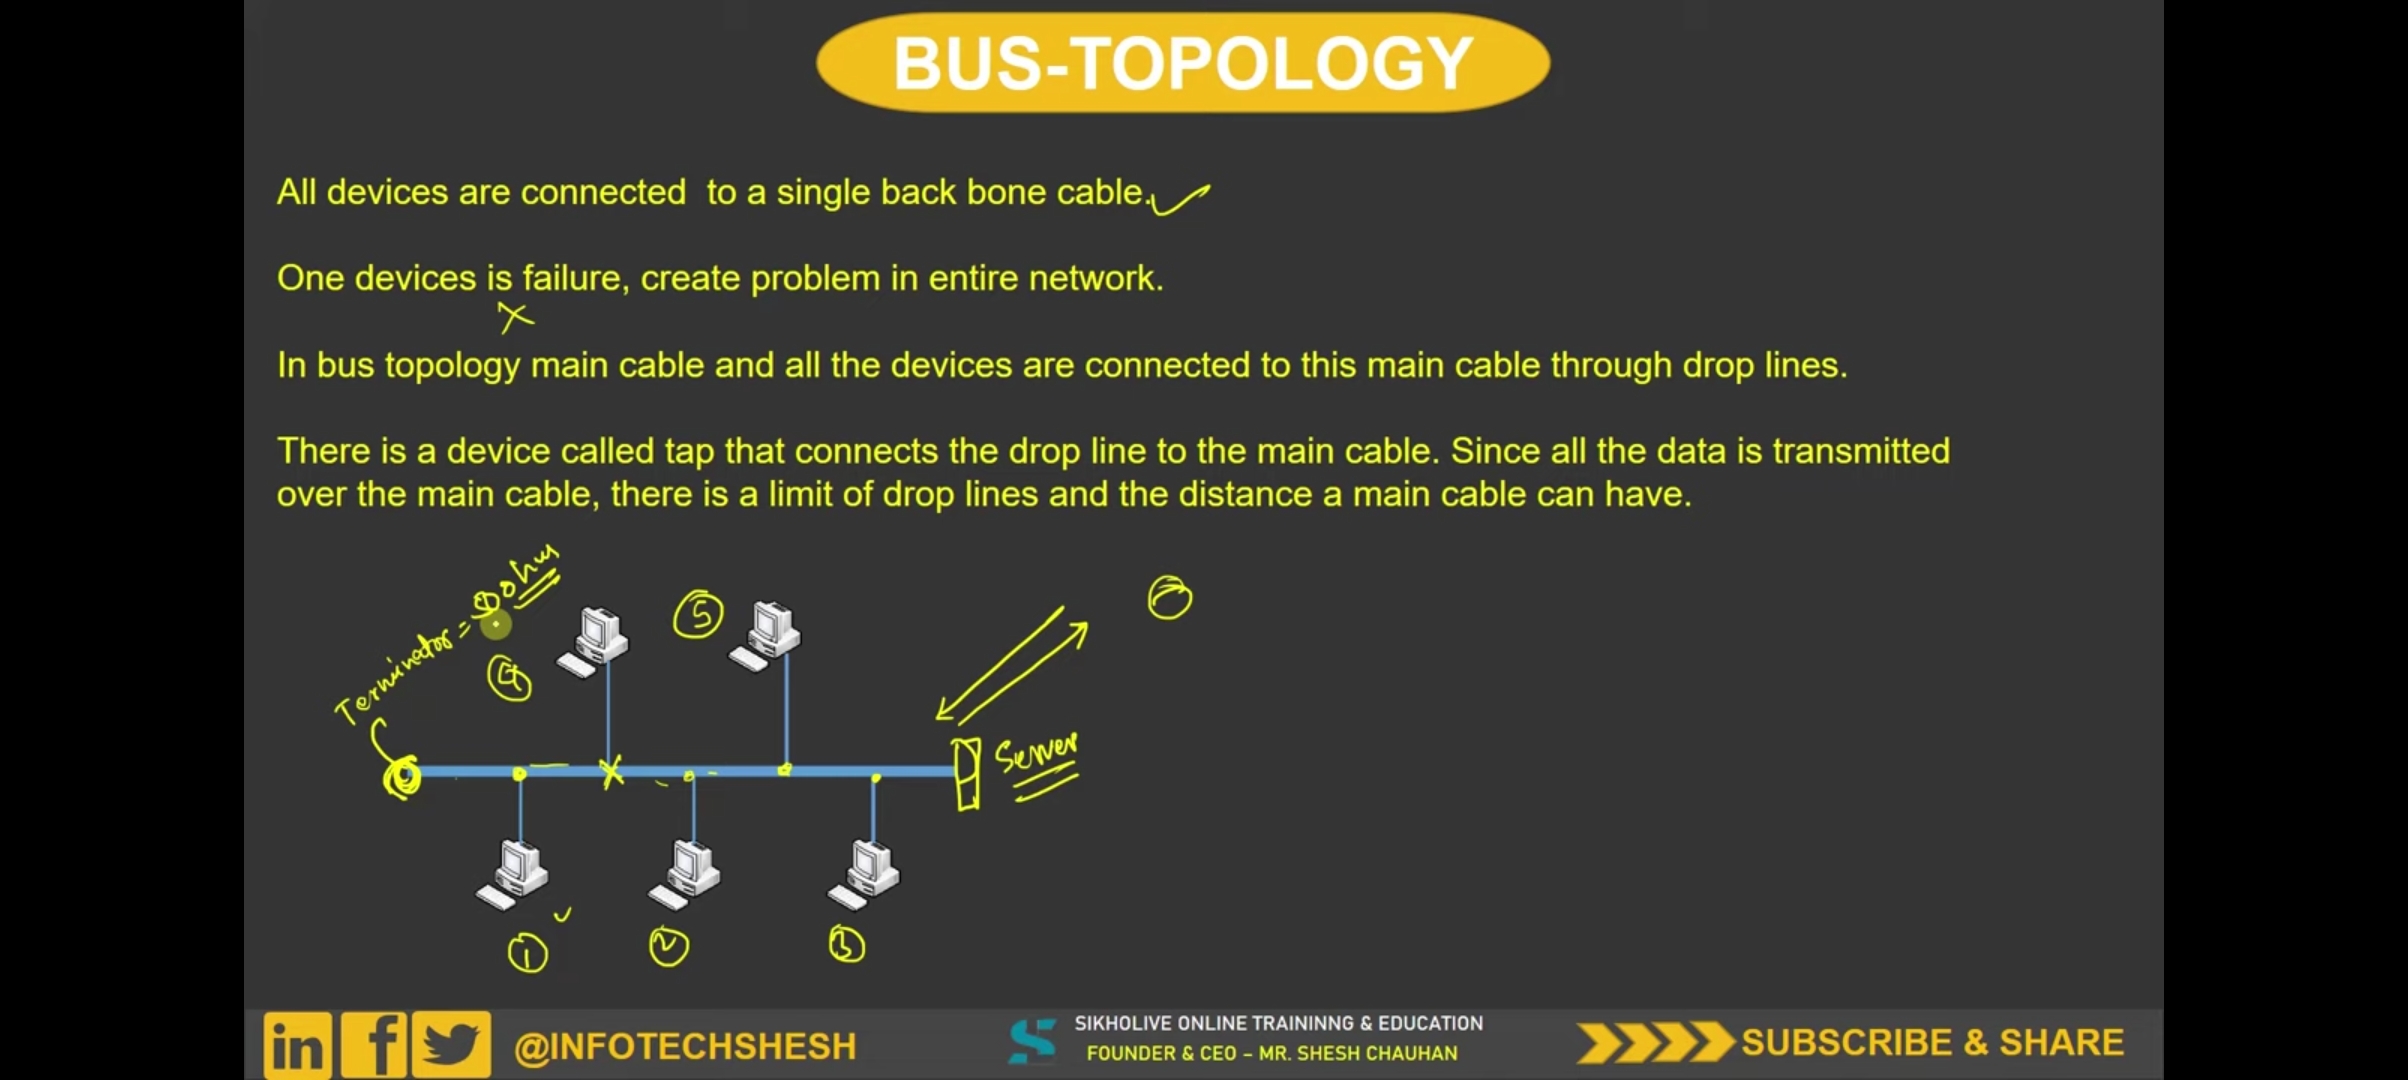 BUS-TOPOLOGY
All devices are connected to a single back bone cable.
One devices is failure, create problem in entire network.
In bus topology main cable and all the devices are connected to this main cable through drop lines.
There is a device called tap that connects the drop line to the main cable. Since all the data is transmitted
over the main cable, there is a limit of drop lines and the distance a main cable can have.
Terminator =
4
5
Server
1
2
3
in f @INFOTECHSHESH
SIKHOLIVE ONLINE TRAININNG & EDUCATION
FOUNDER & CEO – MR. SHESH CHAUHAN
SUBSCRIBE & SHARE